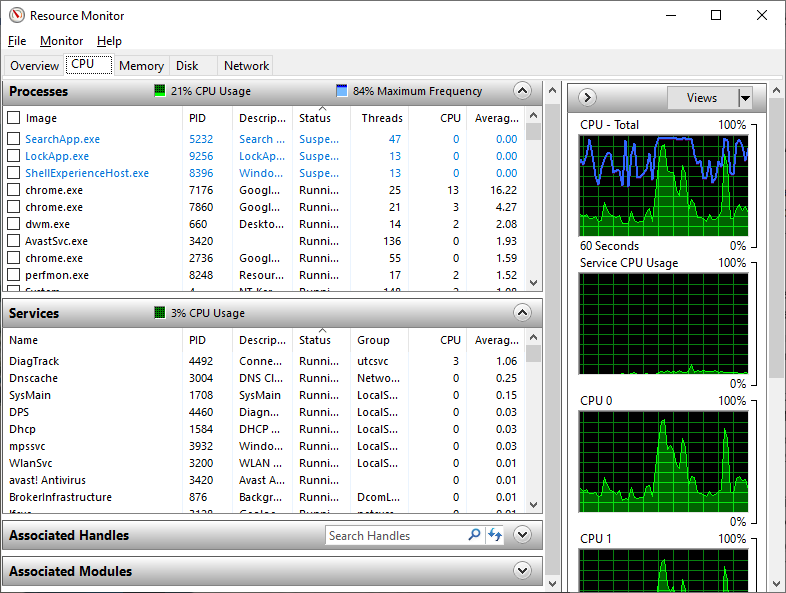 Resource Monitor
File Monitor Help
Overview CPU Memory Disk Network
Processes 21% CPU Usage 84% Maximum Frequency
Image PID Descrip... Status Threads CPU Averag...
SearchApp.exe 5232 Search ... Suspe... 47 0 0.00
LockApp.exe 9256 LockAp... Suspe... 13 0 0.00
ShellExperienceHost.exe 8396 Windo... Suspe... 13 0 0.00
chrome.exe 7176 Googl... Runni... 25 13 16.22
chrome.exe 7860 Googl... Runni... 21 3 4.27
dwm.exe 660 Deskto... Runni... 14 2 2.08
AvastSvc.exe 3420 Runni... 136 0 1.93
chrome.exe 2736 Googl... Runni... 55 0 1.59
perfmon.exe 8248 Resour... Runni... 17 2 1.52
Services 3% CPU Usage
Name PID Descrip... Status Group CPU Averag...
DiagTrack 4492 Conne... Runni... utcsvc 3 1.06
Dnscache 3004 DNS Cl... Runni... Netwo... 0 0.25
SysMain 1708 SysMain Runni... LocalS... 0 0.15
DPS 4460 Diagn... Runni... LocalS... 0 0.03
Dhcp 1584 DHCP ... Runni... LocalS... 0 0.03
mpssvc 3932 Windo... Runni... LocalS... 0 0.03
WlanSvc 3200 WLAN ... Runni... LocalS... 0 0.01
avast! Antivirus 3420 Avast A... Runni... 0 0.01
BrokerInfrastructure 876 Backgr... Runni... DcomL... 0 0.01
Associated Handles Search Handles
Associated Modules
Views
CPU - Total 100%
60 Seconds 0%
Service CPU Usage 100%
0%
CPU 0 100%
0%
CPU 1 100%